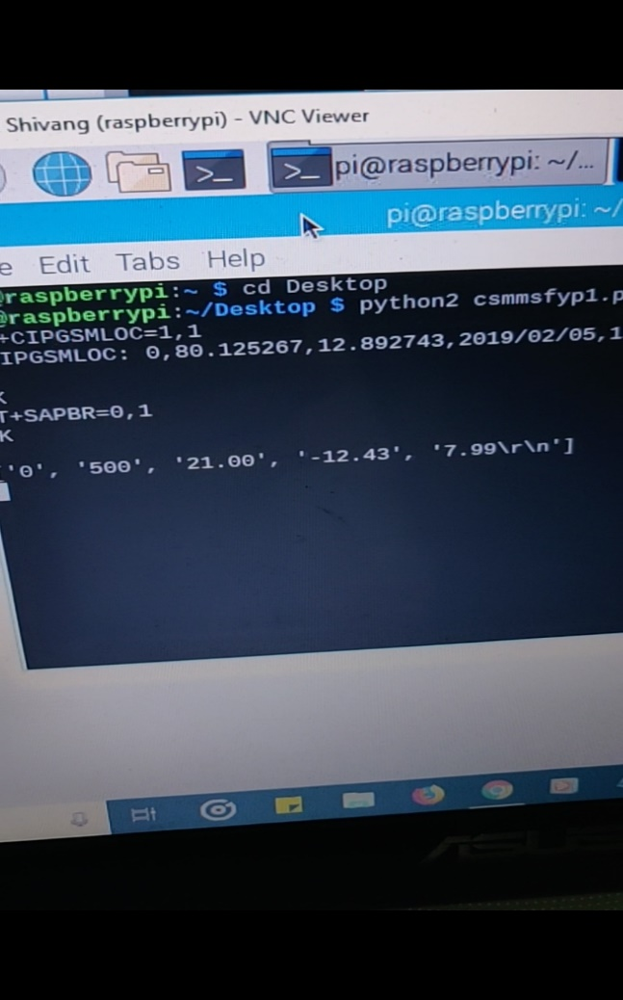 Shivang (raspberrypi) - VNC Viewer
pi@raspberrypi: ~/...
pi@raspberrypi: ~/
e Edit Tabs Help
@raspberrypi:~ $ cd Desktop
@raspberrypi:~/Desktop $ python2 csmmsfyp1.p
+CIPGSMLOC=1,1
IPGSMLOC: 0,80.125267,12.892743,2019/02/05,1
K
T+SAPBR=0,1
K
'0', '500', '21.00', '-12.43', '7.99\r\n']
ASUS